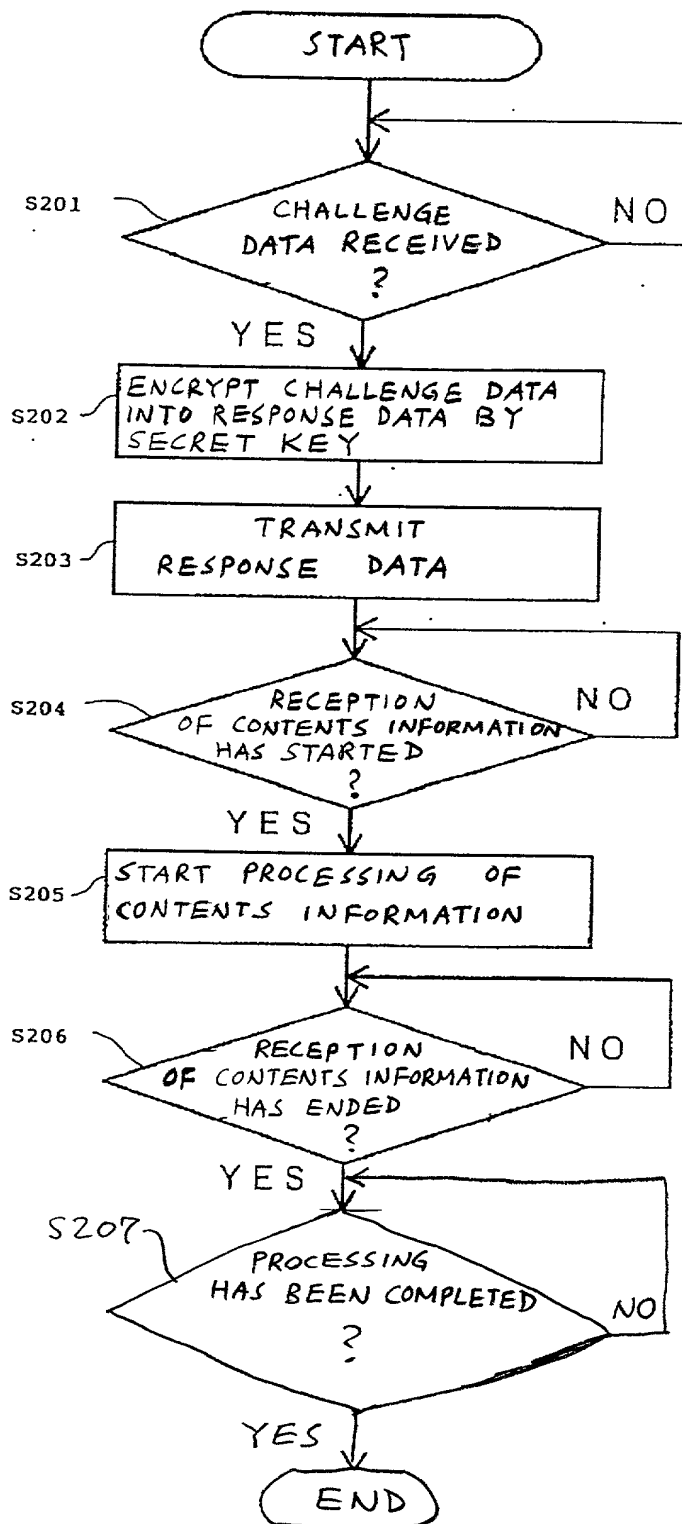 START
S201
CHALLENGE
DATA RECEIVED
?
NO
YES
S202
ENCRYPT CHALLENGE DATA
INTO RESPONSE DATA BY
SECRET KEY
S203
TRANSMIT
RESPONSE DATA
S204
RECEPTION
OF CONTENTS INFORMATION
HAS STARTED
?
NO
YES
S205
START PROCESSING OF
CONTENTS INFORMATION
S206
RECEPTION
OF CONTENTS INFORMATION
HAS ENDED
?
NO
YES
S207
PROCESSING
HAS BEEN COMPLETED
?
NO
YES
END